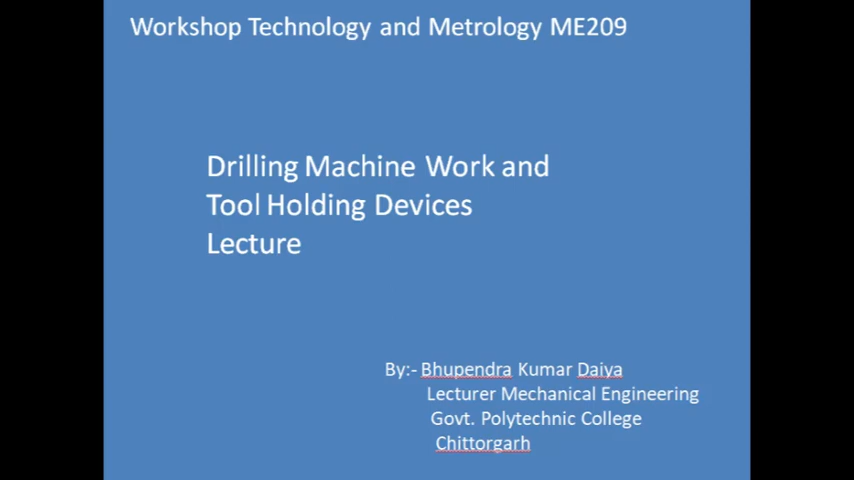 Workshop Technology and Metrology ME209
Drilling Machine Work and
Tool Holding Devices
Lecture
By:- Bhupendra Kumar Daiya
Lecturer Mechanical Engineering
Govt. Polytechnic College
Chittorgarh